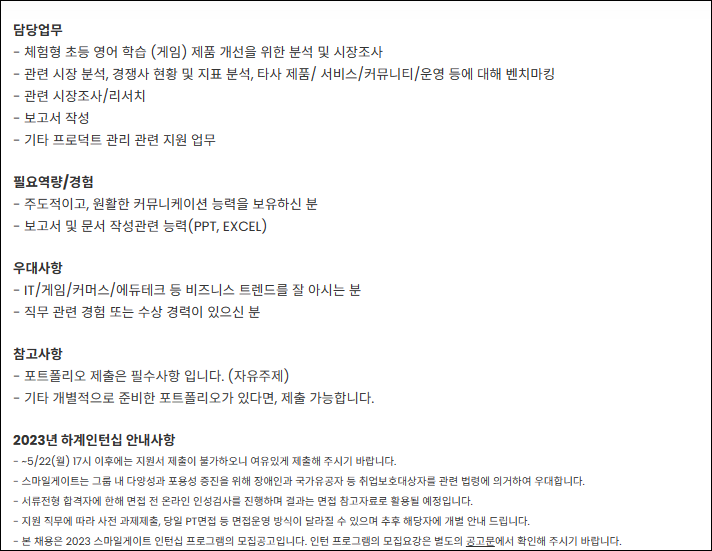 담당업무
- 체험형 초등 영어 학습 (게임) 제품 개선을 위한 분석 및 시장조사
- 관련 시장 분석, 경쟁사 현황 및 지표 분석, 타사 제품/ 서비스/커뮤니티/운영 등에 대해 벤치마킹
- 관련 시장조사/리서치
- 보고서 작성
- 기타 프로덕트 관리 관련 지원 업무
필요역량/경험
- 주도적이고, 원활한 커뮤니케이션 능력을 보유하신 분
- 보고서 및 문서 작성관련 능력(PPT, EXCEL)
우대사항
- IT/게임/커머스/에듀테크 등 비즈니스 트렌드를 잘 아시는 분
- 직무 관련 경험 또는 수상 경력이 있으신 분
참고사항
- 포트폴리오 제출은 필수사항 입니다. (자유주제)
- 기타 개별적으로 준비한 포트폴리오가 있다면, 제출 가능합니다.
2023년 하계인턴십 안내사항
- ~5/22(월) 17시 이후에는 지원서 제출이 불가하오니 여유있게 제출해 주시기 바랍니다.
- 스마일게이트는 그룹 내 다양성과 포용성 증진을 위해 장애인과 국가유공자 등 취업보호대상자를 관련 법령에 의거하여 우대합니다.
- 서류전형 합격자에 한해 면접 전 온라인 인성검사를 진행하며 결과는 면접 참고자료로 활용될 예정입니다.
- 지원 직무에 따라 사전 과제제출, 당일 PT면접 등 면접운영 방식이 달라질 수 있으며 추후 해당자에 개별 안내 드립니다.
- 본 채용은 2023 스마일게이트 인턴십 프로그램의 모집공고입니다. 인턴 프로그램의 모집요강은 별도의 공고문에서 확인해 주시기 바랍니다.